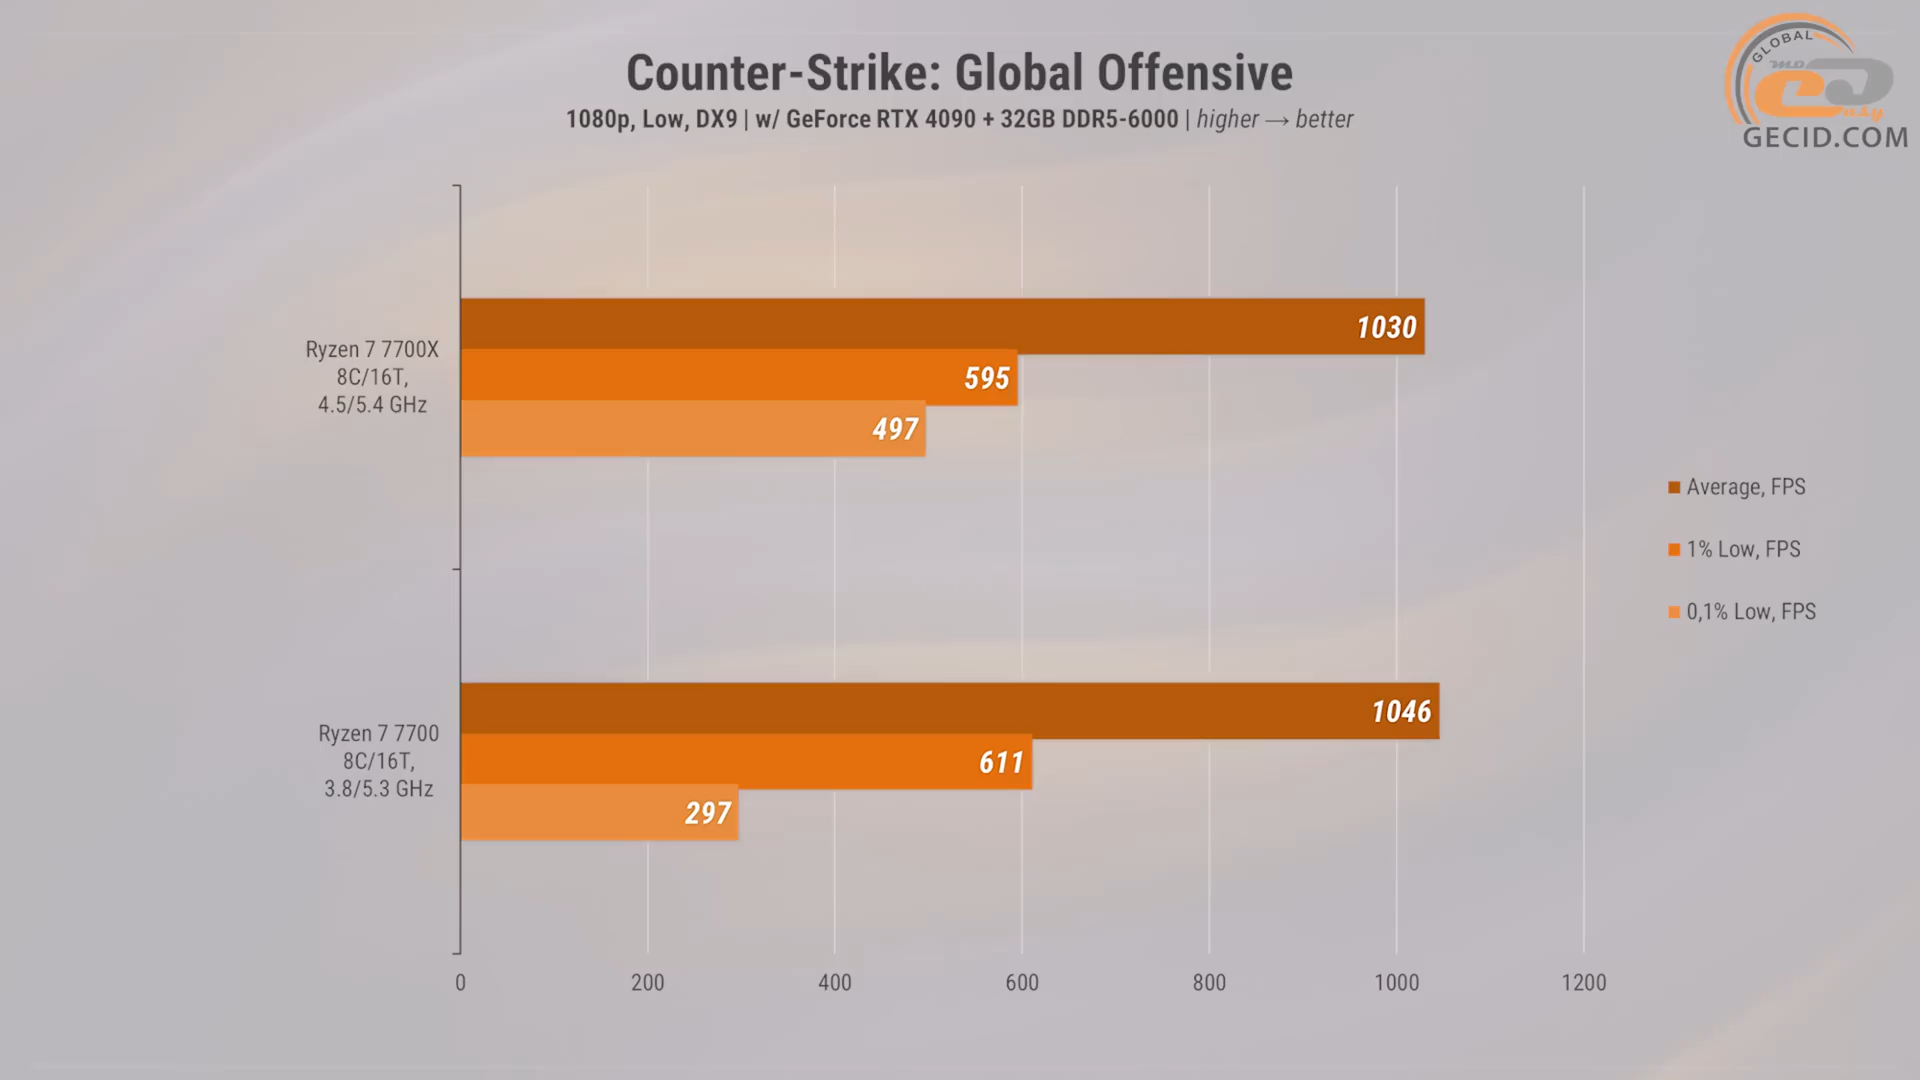 Counter-Strike: Global Offensive
1080p, Low, DX9 | w/ GeForce RTX 4090 + 32GB DDR5-6000 | higher → better
GLOBAL
GECID.COM
Ryzen 7 7700X
8C/16T,
4.5/5.4 GHz
1030
595
497
Average, FPS
1% Low, FPS
0,1% Low, FPS
Ryzen 7 7700
8C/16T,
3.8/5.3 GHz
1046
611
297
0 200 400 600 800 1000 1200